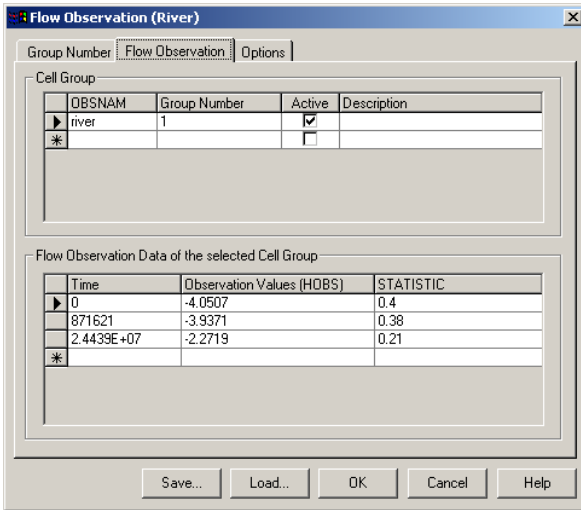 Flow Observation (River)
Group Number Flow Observation Options
Cell Group
OBSNAM Group Number Active Description
river 1
Flow Observation Data of the selected Cell Group
Time Observation Values (HOBS) STATISTIC
0 -4.0507 0.4
871621 -3.9371 0.38
2.4439E+07 -2.2719 0.21
Save... Load... OK Cancel Help